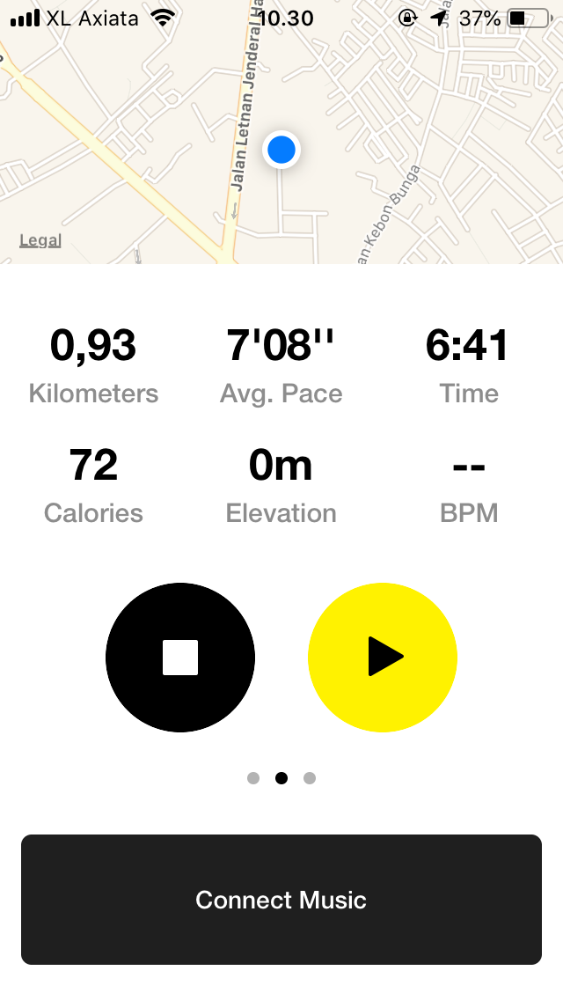 XL Axiata 10.30 37%
Jala
Jalan Letnan Jenderal Ha
an Kebon Bunga
Legal
0,93 7'08'' 6:41
Kilometers Avg. Pace Time
72 0m --
Calories Elevation BPM
Connect Music